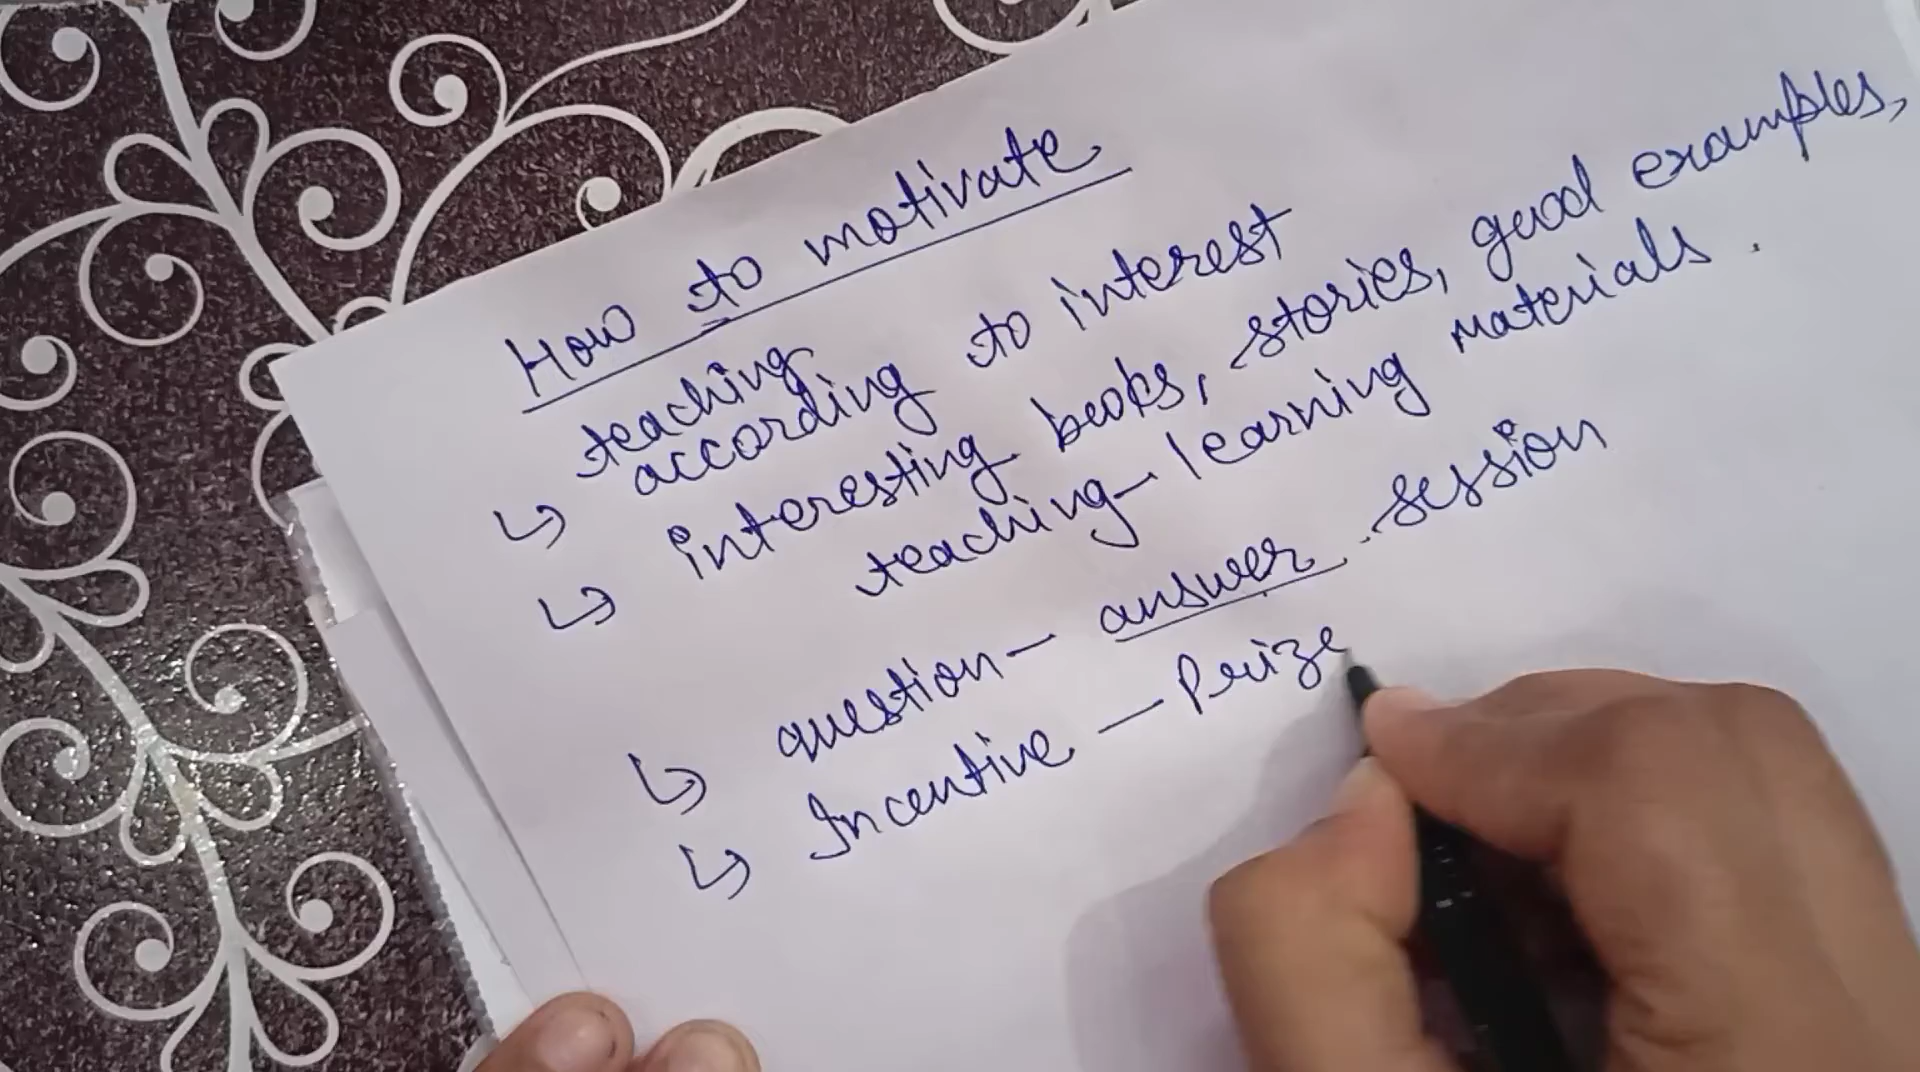 How to motivate
teaching
↳ according to interest
↳ interesting books, stories, good examples,
teaching-learning materials.
↳ question-answer session
↳ Incentive - Prize